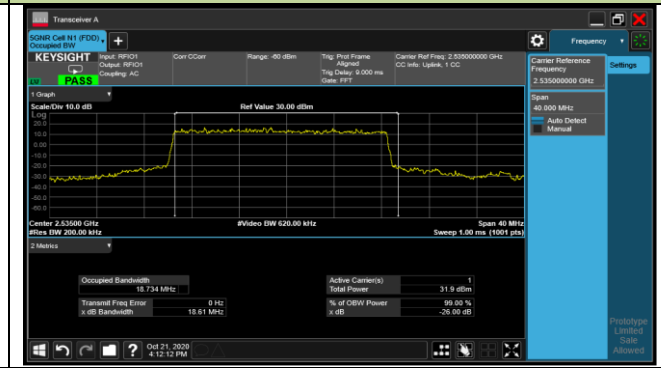 Transceiver A
5GNR Cell N1 (FDD)
Occupied BW
+
Frequency
KEYSIGHT
LV PASS
Input: RFIO1
Output: RFIO1
Coupling: AC
Corr CCorr
Range: -60 dBm
Trig: Prot Frame
Aligned
Trig Delay: 9.000 ms
Gate: FFT
Carrier Ref Freq: 2.535000000 GHz
CC Info: Uplink, 1 CC
Carrier Reference
Frequency
2.535000000 GHz
Settings
Span
40.000 MHz
Auto Detect
Manual
1 Graph
Scale/Div 10.0 dB
Ref Value 30.00 dBm
Log
20.0
10.0
0.00
-10.0
-20.0
-30.0
-40.0
-50.0
-60.0
Center 2.53500 GHz
#Video BW 620.00 kHz
Span 40 MHz
#Res BW 200.00 kHz
Sweep 1.00 ms (1001 pts)
2 Metrics
Occupied Bandwidth
18.734 MHz
Active Carrier(s) 1
Total Power 31.9 dBm
Transmit Freq Error 0 Hz
x dB Bandwidth 18.61 MHz
% of OBW Power 99.00 %
x dB -26.00 dB
Prototype
Limited
Sale
Allowed
?
Oct 21, 2020
4:12:12 PM